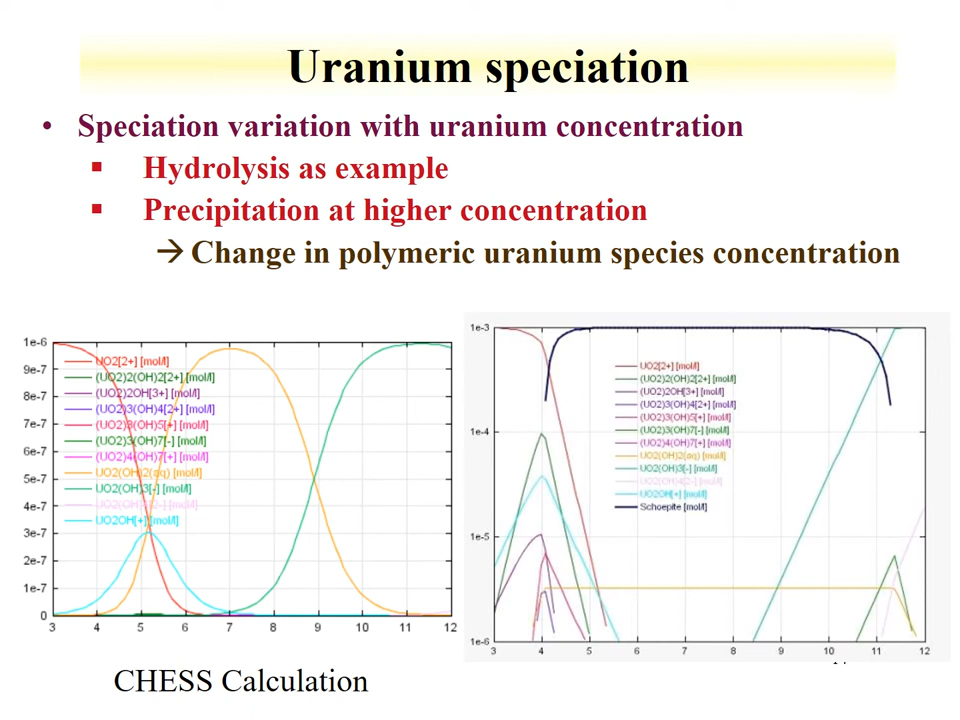 Uranium speciation
• Speciation variation with uranium concentration
▪ Hydrolysis as example
▪ Precipitation at higher concentration
→ Change in polymeric uranium species concentration
1e-6
9e-7
8e-7
7e-7
6e-7
5e-7
4e-7
3e-7
2e-7
1e-7
0
3 4 5 6 7 8 9 10 11 12
UO2[2+] [mol/l]
(UO2)2(OH)2[2+] [mol/l]
(UO2)2OH[3+] [mol/l]
(UO2)3(OH)4[2+] [mol/l]
(UO2)3(OH)5[+] [mol/l]
(UO2)3(OH)7[-] [mol/l]
(UO2)4(OH)7[+] [mol/l]
UO2(OH)2(aq) [mol/l]
UO2(OH)3[-] [mol/l]
UO2OH[+] [mol/l]
1e-3
1e-4
1e-5
1e-6
3 4 5 6 7 8 9 10 11 12
UO2[2+] [mol/l]
(UO2)2(OH)2[2+] [mol/l]
(UO2)2OH[3+] [mol/l]
(UO2)3(OH)4[2+] [mol/l]
(UO2)3(OH)5[+] [mol/l]
(UO2)3(OH)7[-] [mol/l]
(UO2)4(OH)7[+] [mol/l]
UO2(OH)2(aq) [mol/l]
UO2(OH)3[-] [mol/l]
UO2(OH)4[2-] [mol/l]
UO2OH[+] [mol/l]
Schoepite [mol/l]
CHESS Calculation